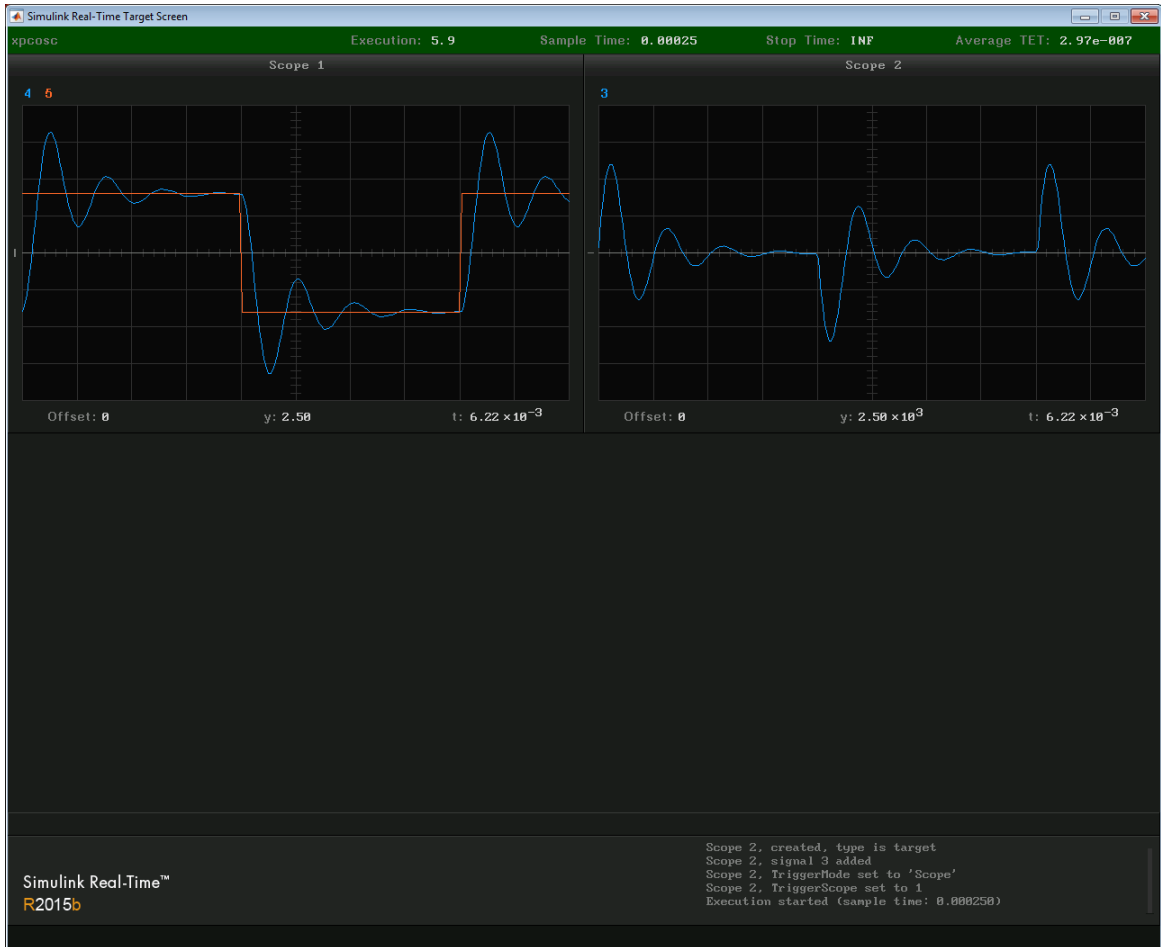 Simulink Real-Time Target Screen
xpcosc Execution: 5.9 Sample Time: 0.00025 Stop Time: INF Average TET: 2.97e-007
Scope 1
4 5
Offset: 0 y: 2.50 t: 6.22 ×10⁻³
Scope 2
3
Offset: 0 y: 2.50 ×10³ t: 6.22 ×10⁻³
Scope 2, created, type is target
Scope 2, signal 3 added
Scope 2, TriggerMode set to 'Scope'
Scope 2, TriggerScope set to 1
Execution started (sample time: 0.000250)
Simulink Real-Time™
R2015b